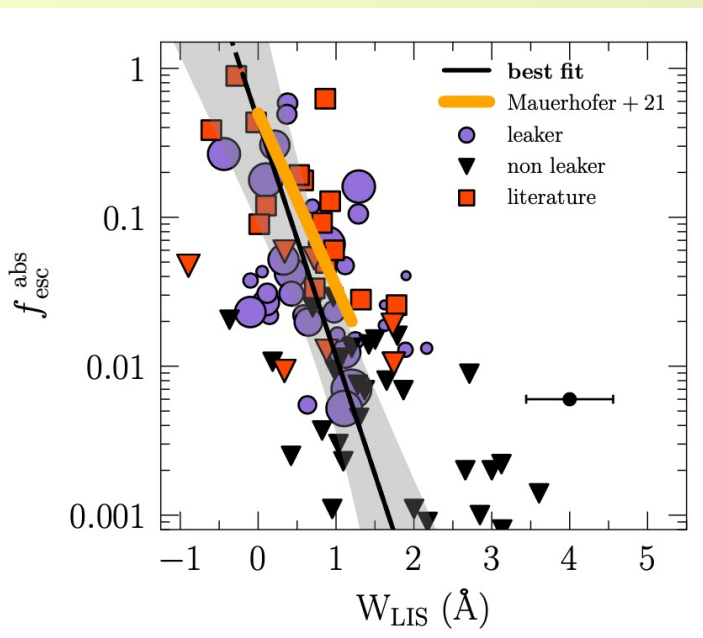 1
best fit
Mauerhofer + 21
leaker
non leaker
literature
0.1
f esc abs
0.01
0.001
−1 0 1 2 3 4 5
W_LIS (Å)